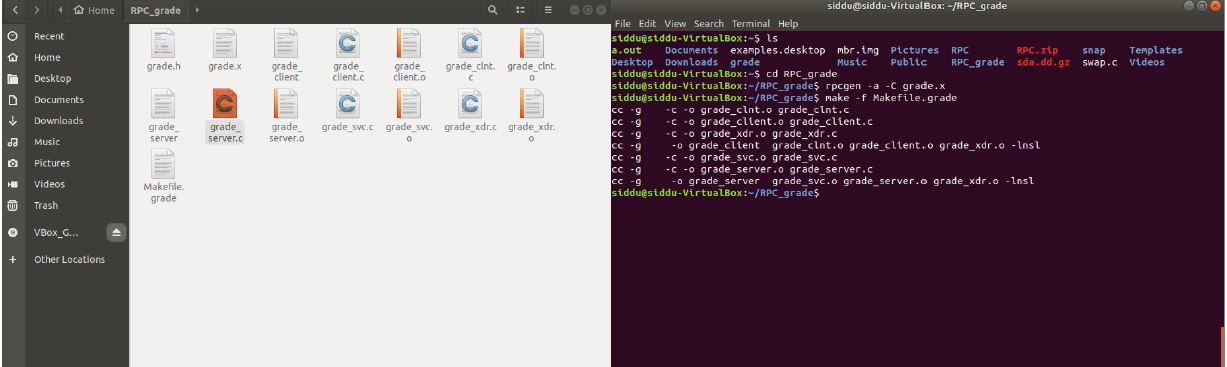 Home RPC_grade
Recent
Home
Desktop
Documents
Downloads
Music
Pictures
Videos
Trash
VBox_G...
Other Locations
grade.h grade.x grade_client grade_client.c grade_client.o grade_clnt.c grade_clnt.o
grade_server grade_server.c grade_server.o grade_svc.c grade_svc.o grade_xdr.c grade_xdr.o
Makefile.grade
siddu@siddu-VirtualBox: ~/RPC_grade
File Edit View Search Terminal Help
siddu@siddu-VirtualBox:~$ ls
a.out Documents examples.desktop mbr.img Pictures RPC RPC.zip snap Templates
Desktop Downloads grade Music Public RPC_grade sda.dd.gz swap.c Videos
siddu@siddu-VirtualBox:~$ cd RPC_grade
siddu@siddu-VirtualBox:~/RPC_grade$ rpcgen -a -C grade.x
siddu@siddu-VirtualBox:~/RPC_grade$ make -f Makefile.grade
cc -g -c -o grade_clnt.o grade_clnt.c
cc -g -c -o grade_client.o grade_client.c
cc -g -c -o grade_xdr.o grade_xdr.c
cc -g -o grade_client grade_clnt.o grade_client.o grade_xdr.o -lnsl
cc -g -c -o grade_svc.o grade_svc.c
cc -g -c -o grade_server.o grade_server.c
cc -g -o grade_server grade_svc.o grade_server.o grade_xdr.o -lnsl
siddu@siddu-VirtualBox:~/RPC_grade$